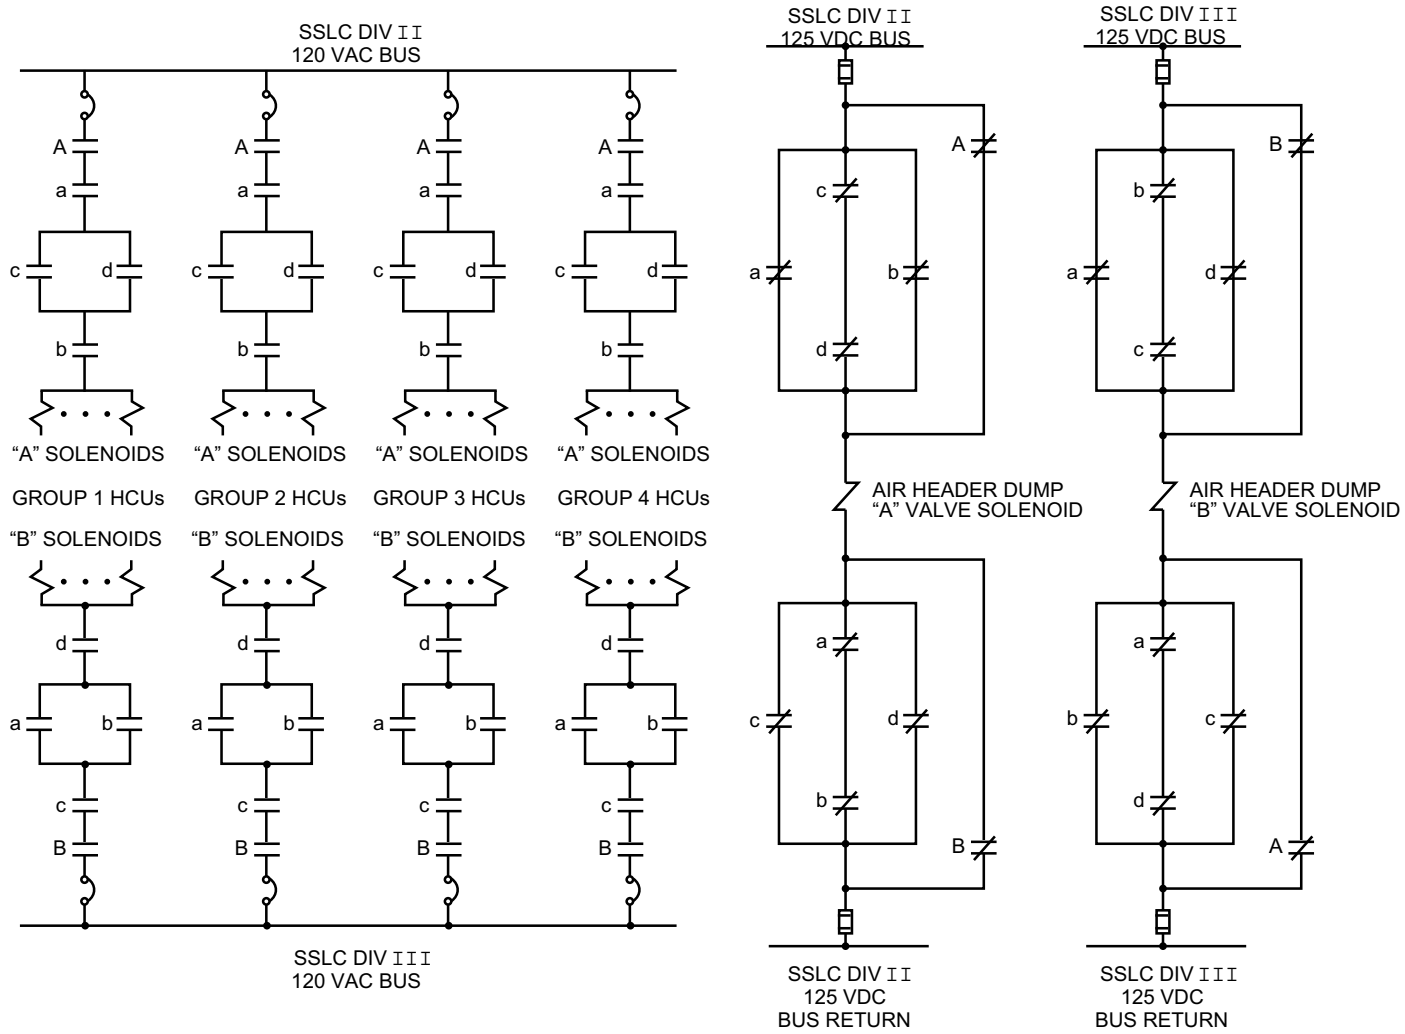 SSLC DIV II
120 VAC BUS
A
A
A
A
a
a
a
a
c
d
c
d
c
d
c
d
b
b
b
b
“A” SOLENOIDS
“A” SOLENOIDS
“A” SOLENOIDS
“A” SOLENOIDS
GROUP 1 HCUs
GROUP 2 HCUs
GROUP 3 HCUs
GROUP 4 HCUs
“B” SOLENOIDS
“B” SOLENOIDS
“B” SOLENOIDS
“B” SOLENOIDS
d
d
d
d
a
b
a
b
a
b
a
b
c
c
c
c
B
B
B
B
SSLC DIV III
120 VAC BUS
SSLC DIV II
125 VDC BUS
A
c
a
b
d
AIR HEADER DUMP
“A” VALVE SOLENOID
a
c
d
b
B
SSLC DIV II
125 VDC
BUS RETURN
SSLC DIV III
125 VDC BUS
B
b
a
d
c
AIR HEADER DUMP
“B” VALVE SOLENOID
a
b
c
d
A
SSLC DIV III
125 VDC
BUS RETURN